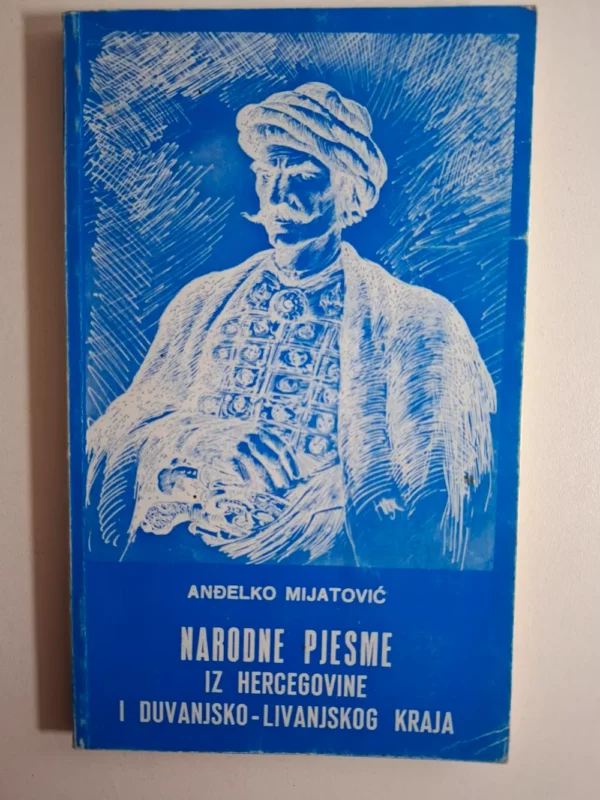 ANĐELKO MIJATOVIĆ
NARODNE PJESME
IZ HERCEGOVINE
I DUVANJSKO-LIVANJSKOG KRAJA